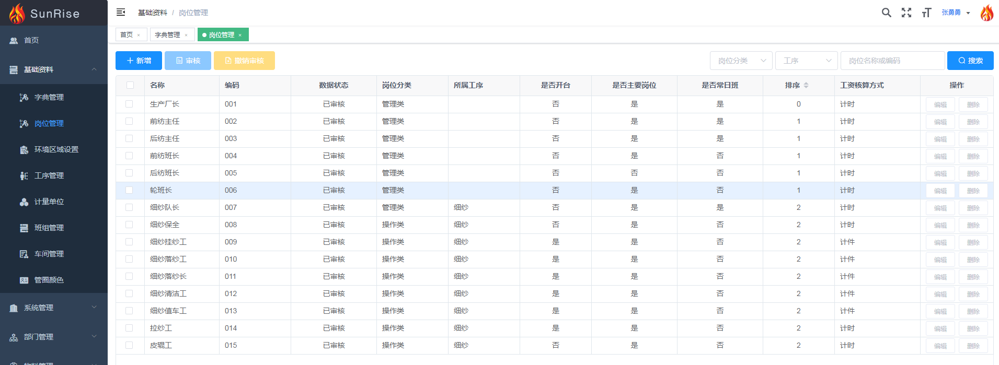 SunRise
首页
基础资料
字典管理
岗位管理
环境区域设置
工序管理
计量单位
班组管理
车间管理
管圈颜色
系统管理
部门管理
物料管理
基础资料 / 岗位管理
张勇勇
首页 × 字典管理 × 岗位管理 ×
+ 新增 审核 撤销审核 岗位分类 工序 岗位名称或编码 搜索
名称 编码 数据状态 岗位分类 所属工序 是否开台 是否主要岗位 是否常日班 排序 工资核算方式 操作
生产厂长 001 已审核 管理类 否 是 是 0 计时 编辑 删除
前纺主任 002 已审核 管理类 否 是 是 1 计时 编辑 删除
后纺主任 003 已审核 管理类 否 是 是 1 计时 编辑 删除
前纺班长 004 已审核 管理类 否 是 否 1 计时 编辑 删除
后纺班长 005 已审核 管理类 否 否 否 1 计时 编辑 删除
轮班长 006 已审核 管理类 否 是 否 1 计时 编辑 删除
细纱队长 007 已审核 管理类 细纱 否 是 是 2 计时 编辑 删除
细纱保全 008 已审核 操作类 细纱 否 是 否 2 计时 编辑 删除
细纱挂纱工 009 已审核 操作类 细纱 是 是 否 2 计件 编辑 删除
细纱落纱工 010 已审核 操作类 细纱 是 是 否 2 计件 编辑 删除
细纱落纱长 011 已审核 操作类 细纱 是 是 否 2 计件 编辑 删除
细纱清洁工 012 已审核 操作类 细纱 是 是 否 2 计件 编辑 删除
细纱值车工 013 已审核 操作类 细纱 是 是 否 2 计件 编辑 删除
拉纱工 014 已审核 操作类 细纱 是 是 否 2 计时 编辑 删除
皮辊工 015 已审核 操作类 细纱 否 是 否 2 计时 编辑 删除